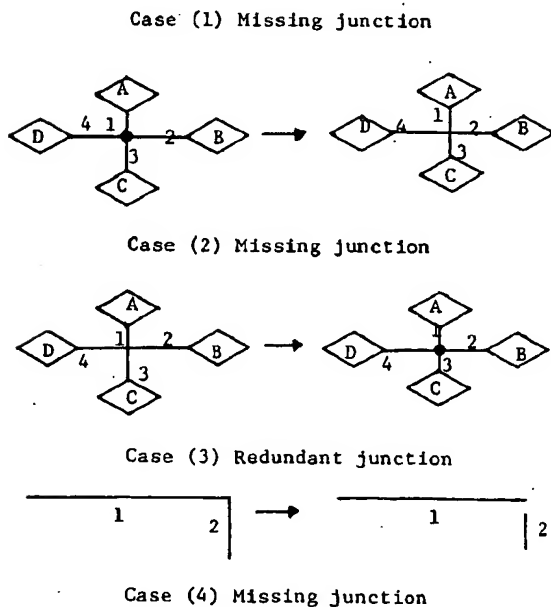 Case (1) Missing junction
A
D 4 1 2 B
3
C
A
1
D 4 2 B
3
C
Case (2) Missing junction
A
D 1 2 B
4 3
C
A
1
D 2 B
4 3
C
Case (3) Redundant junction
1 2
1 2
Case (4) Missing junction